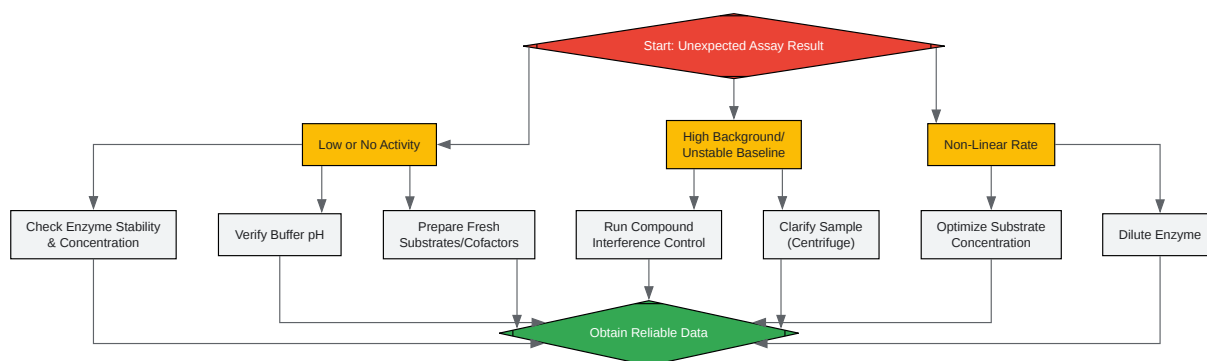 Start: Unexpected Assay Result
Low or No Activity
High Background/
Unstable Baseline
Non-Linear Rate
Check Enzyme Stability
& Concentration
Verify Buffer pH
Prepare Fresh
Substrates/Cofactors
Run Compound
Interference Control
Clarify Sample
(Centrifuge)
Optimize Substrate
Concentration
Dilute Enzyme
Obtain Reliable Data